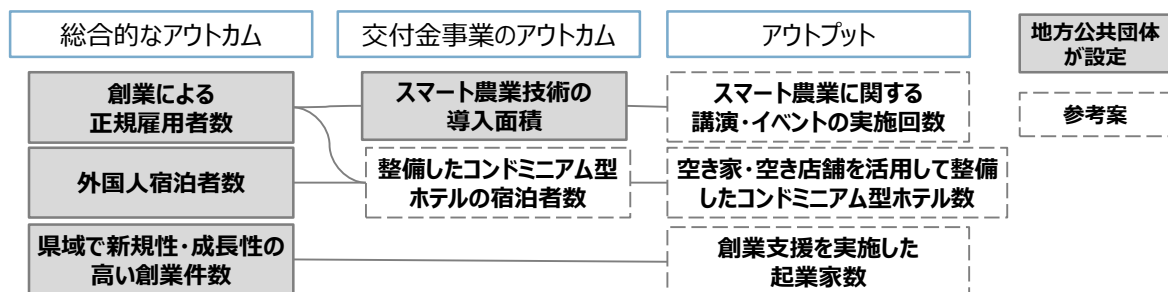 総合的なアウトカム
交付金事業のアウトカム
アウトプット
地方公共団体
が設定
創業による
正規雇用者数
スマート農業技術の
導入面積
スマート農業に関する
講演・イベントの実施回数
参考案
外国人宿泊者数
整備したコンドミニアム型
ホテルの宿泊者数
空き家・空き店舗を活用して整備
したコンドミニアム型ホテル数
県域で新規性・成長性の
高い創業件数
創業支援を実施した
起業家数